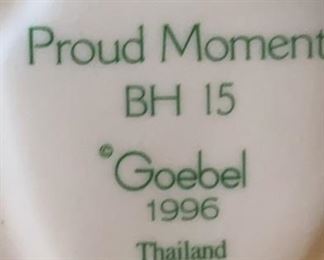 Proud Moment
BH 15
©Goebel
1996
Thailand